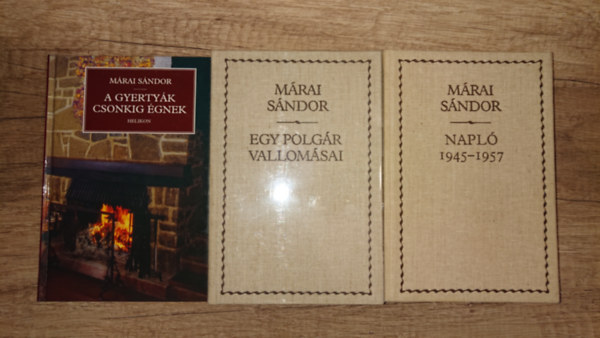 MÁRAI SÁNDOR
A GYERTYÁK
CSONKIG ÉGNEK
HELIKON
MÁRAI
SÁNDOR
EGY POLGÁR
VALLOMÁSAI
MÁRAI
SÁNDOR
NAPLÓ
1945–1957